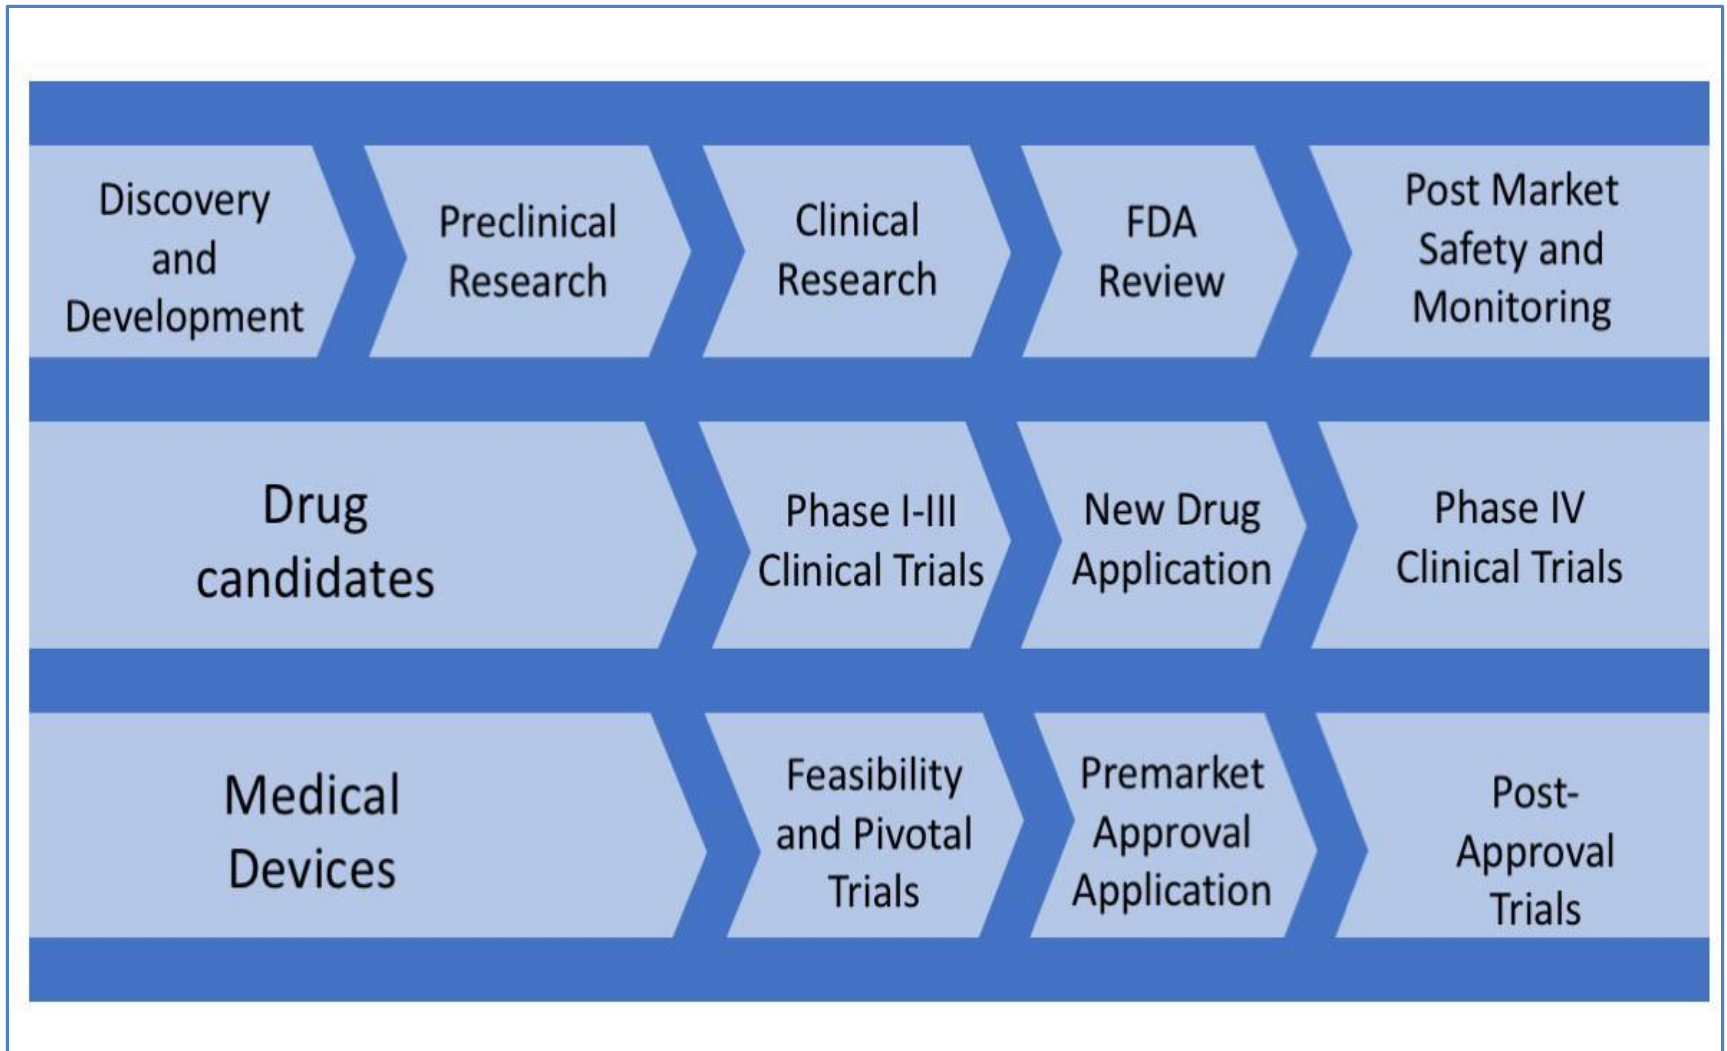 Discovery
and
Development
Preclinical
Research
Clinical
Research
FDA
Review
Post Market
Safety and
Monitoring
Drug
candidates
Phase I-III
Clinical Trials
New Drug
Application
Phase IV
Clinical Trials
Medical
Devices
Feasibility
and Pivotal
Trials
Premarket
Approval
Application
Post-
Approval
Trials